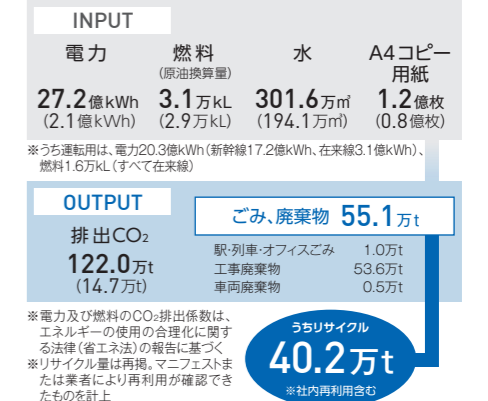 INPUT
電力 燃料 水 A4コピー用紙
(原油換算量)
27.2億kWh 3.1万kL 301.6万㎥ 1.2億枚
(2.1億kWh) (2.9万kL) (194.1万㎥) (0.8億枚)
※うち運転用は、電力20.3億kWh(新幹線17.2億kWh、在来線3.1億kWh)、
燃料1.6万kL(すべて在来線)
OUTPUT
排出CO₂
122.0万t
(14.7万t)
ごみ、廃棄物 55.1万t
駅・列車・オフィスごみ 1.0万t
工事廃棄物 53.6万t
車両廃棄物 0.5万t
※電力及び燃料のCO₂排出係数は、
エネルギーの使用の合理化に関す
る法律(省エネ法)の報告に基づく
※リサイクル量は再掲。マニフェストま
たは業者により再利用が確認でき
たものを計上
うちリサイクル
40.2万t
※社内再利用含む